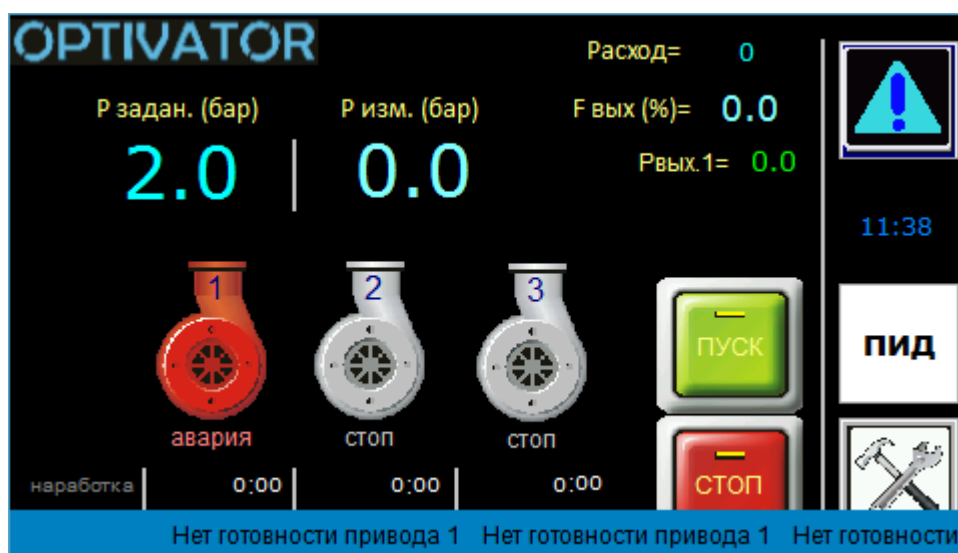 OPTIVATOR
Расход= 0
P задан. (бар) P изм. (бар) F вых (%)= 0.0
2.0 0.0
Рвых.1= 0.0
11:38
1 2 3
ПУСК
ПИД
авария стоп стоп
СТОП
наработка 0:00 0:00 0:00
Нет готовности привода 1 Нет готовности привода 1 Нет готовности